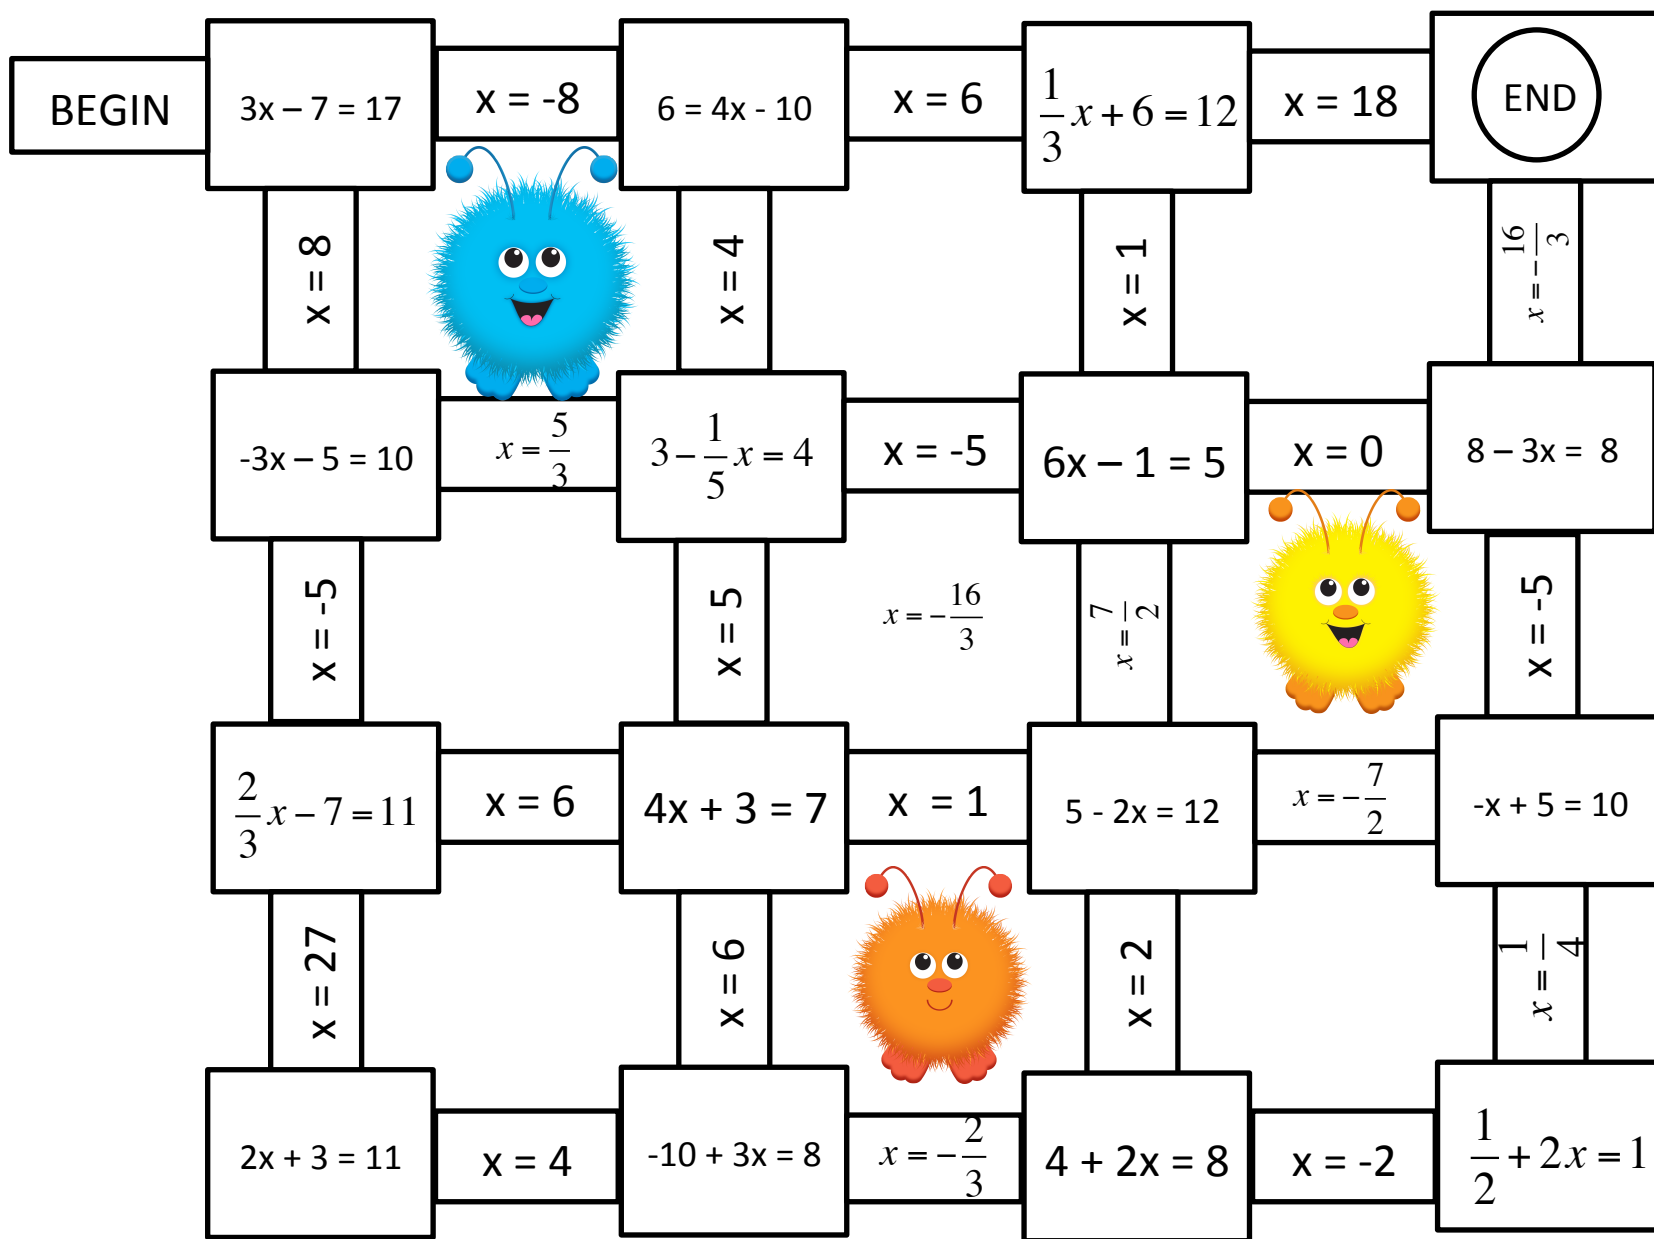 BEGIN
3x – 7 = 17
x = -8
6 = 4x - 10
x = 6
1/3 x + 6 = 12
x = 18
END
x = 8
x = 4
x = 1
x = - 16/3
-3x – 5 = 10
x = 5/3
3 – 1/5 x = 4
x = -5
6x – 1 = 5
x = 0
8 – 3x = 8
x = -5
x = 5
x = - 16/3
x = 7/2
x = -5
2/3 x – 7 = 11
x = 6
4x + 3 = 7
x = 1
5 - 2x = 12
x = - 7/2
-x + 5 = 10
x = 27
x = 6
x = 2
x = 1/4
2x + 3 = 11
x = 4
-10 + 3x = 8
x = - 2/3
4 + 2x = 8
x = -2
1/2 + 2x = 1